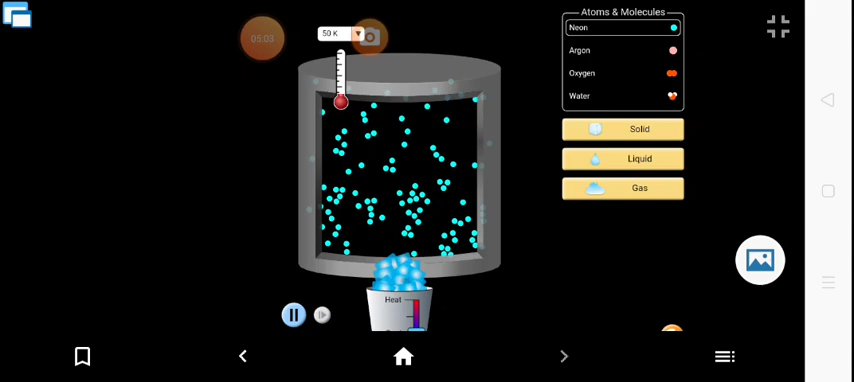 05:03
50 K
Atoms & Molecules
Neon
Argon
Oxygen
Water
Solid
Liquid
Gas
Heat